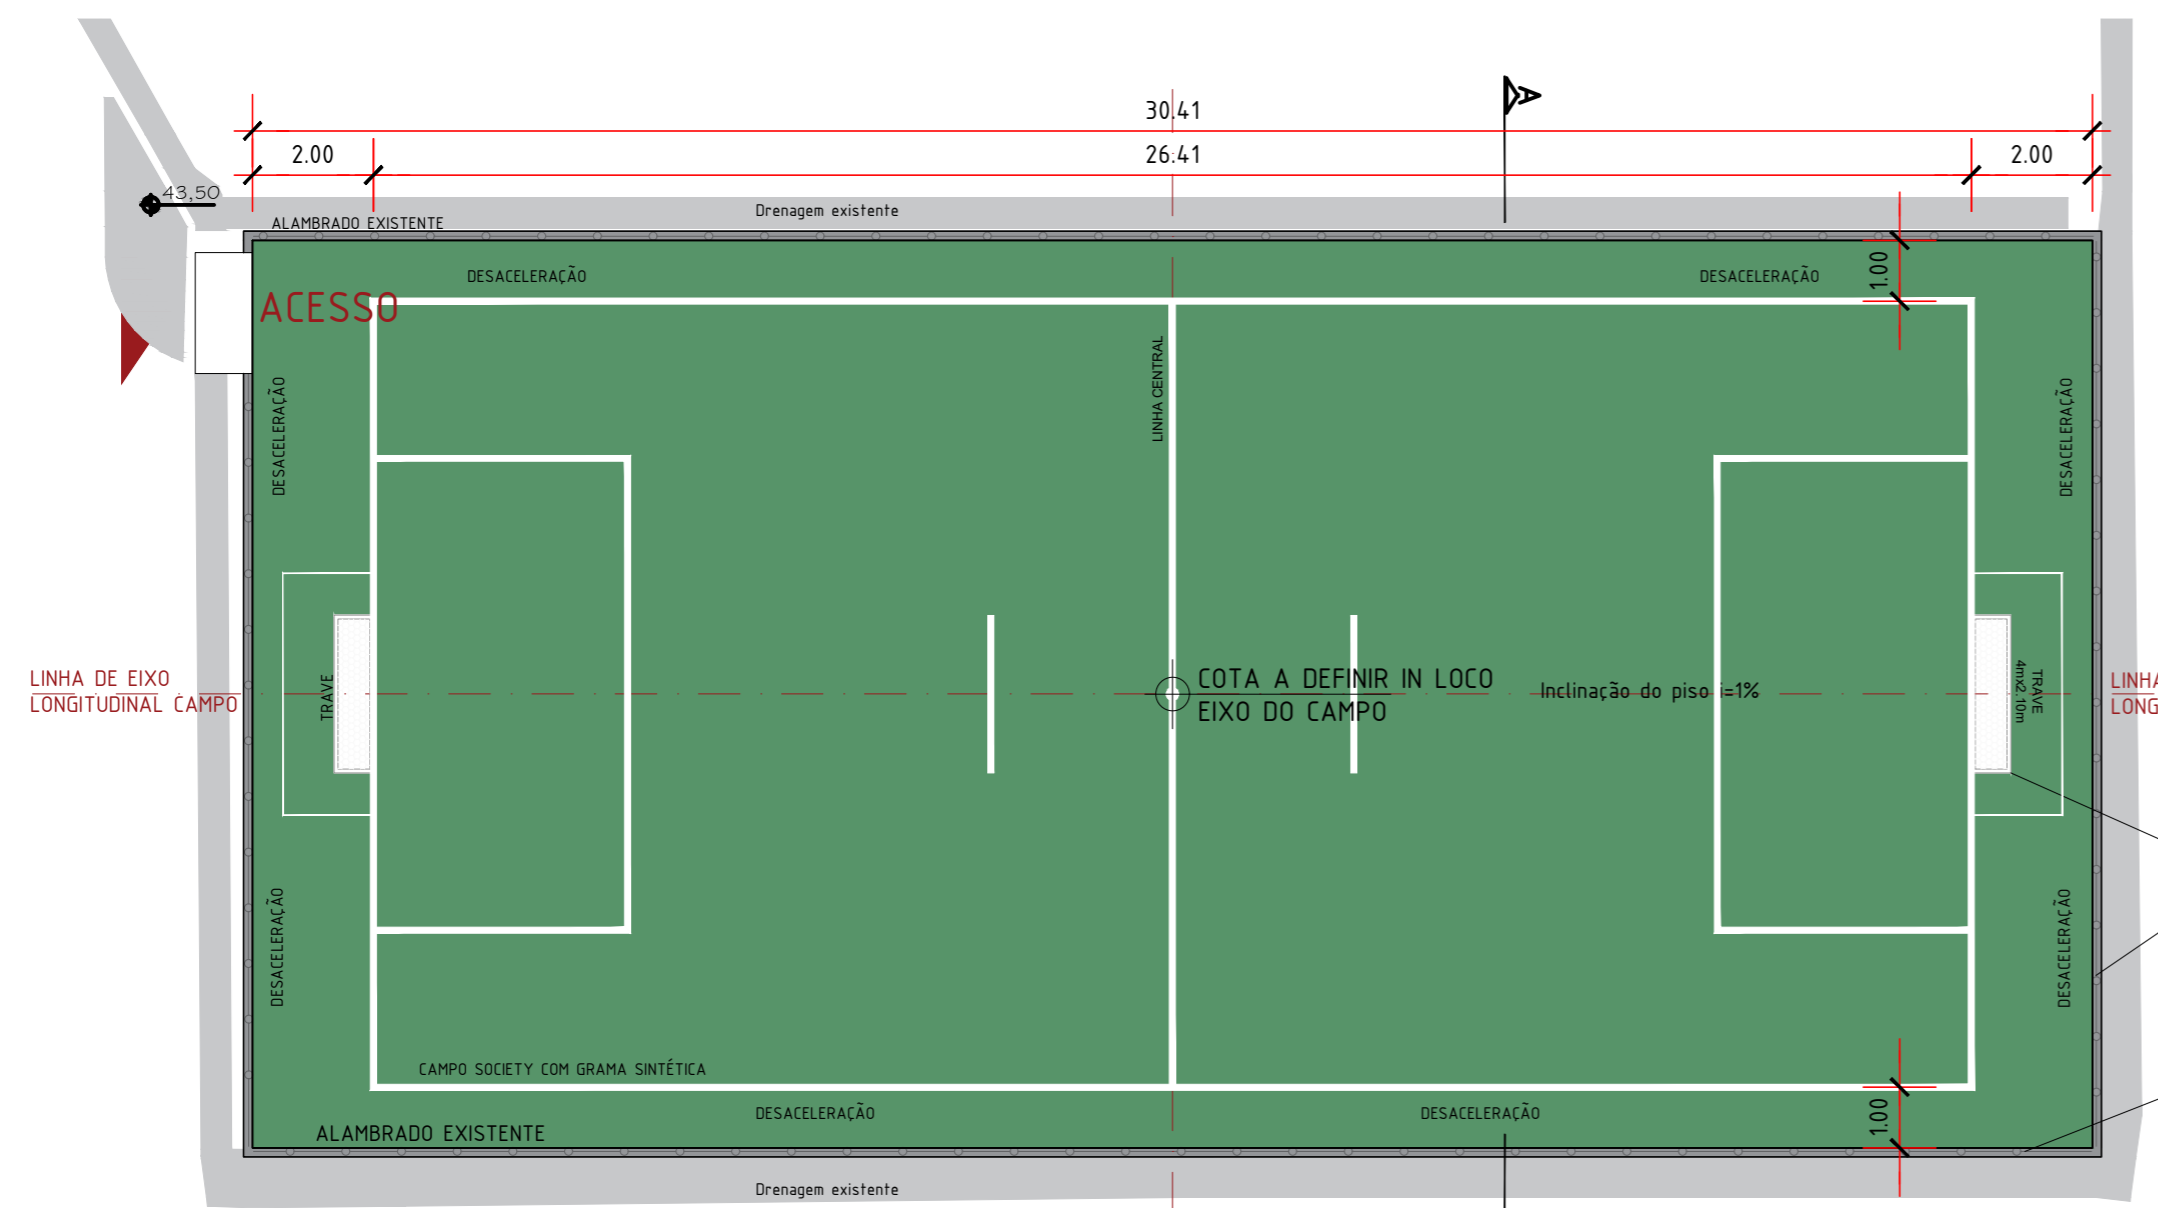 A
30.41
2.00
26.41
2.00
43,50
Drenagem existente
ALAMBRADO EXISTENTE
DESACELERAÇÃO
DESACELERAÇÃO
1.00
ACESSO
LINHA CENTRAL
DESACELERAÇÃO
DESACELERAÇÃO
LINHA DE EIXO
LONGITUDINAL CAMPO
TRAVE
COTA A DEFINIR IN LOCO
EIXO DO CAMPO
Inclinação do piso i=1%
TRAVE
4mx2.10m
LINHA
LONG
DESACELERAÇÃO
DESACELERAÇÃO
CAMPO SOCIETY COM GRAMA SINTÉTICA
DESACELERAÇÃO
DESACELERAÇÃO
1.00
ALAMBRADO EXISTENTE
Drenagem existente